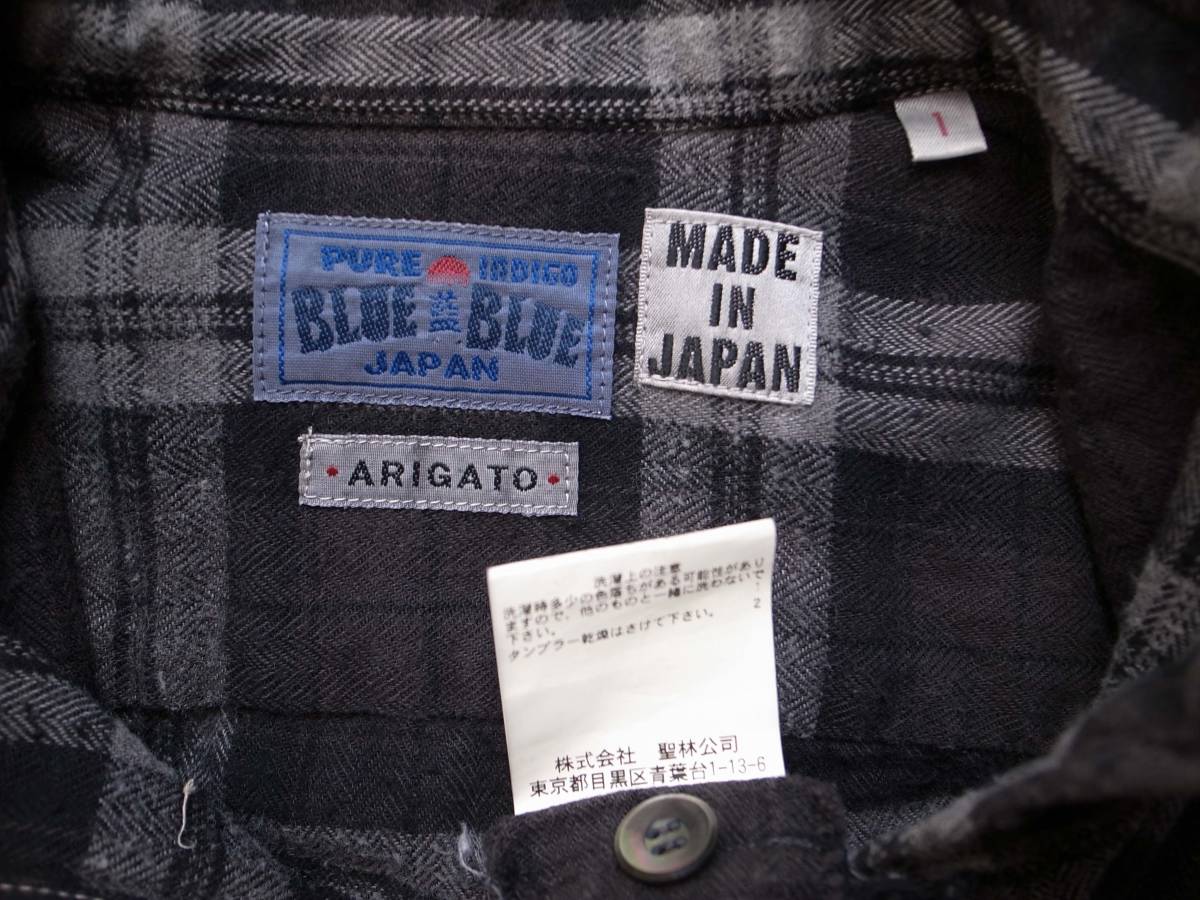 1
PURE INDIGO
BLUE 藍 BLUE
JAPAN
MADE
IN
JAPAN
• ARIGATO •
洗濯上の注意
洗濯時多少の色落ちがある可能性があり
ますので、他のものと一緒に洗わないで
下さい。
タンブラー乾燥はさけて下さい。
U-12
株式会社 聖林公司
東京都目黒区青葉台1-13-6